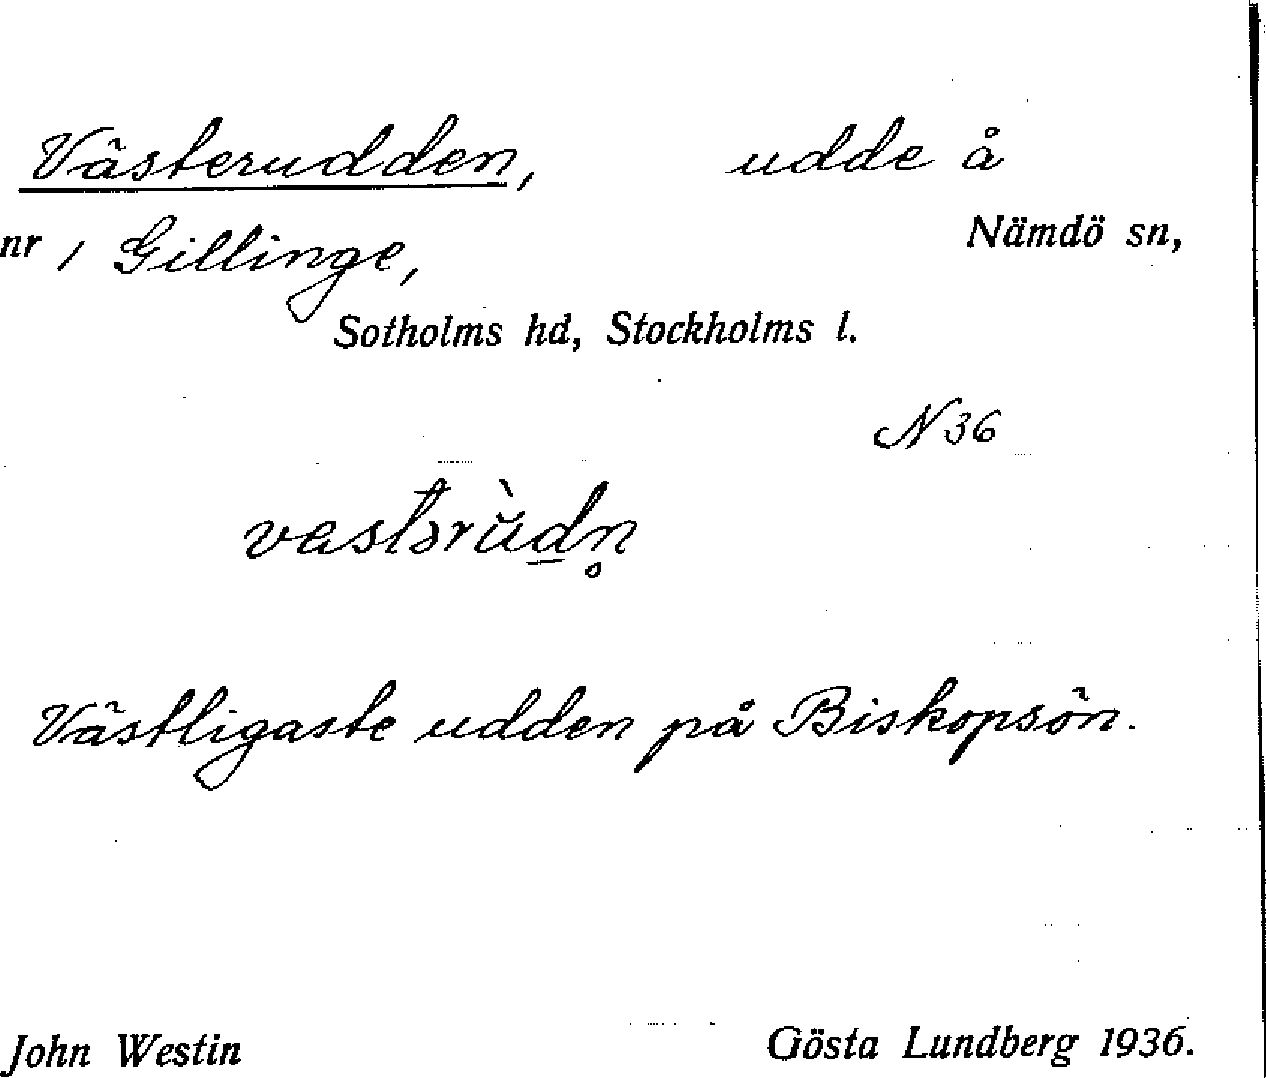 Västerudden, udde å
nr 1 Gillinge, Nämdö sn,
Sotholms hd, Stockholms l.
N 36
vastərùdn̥
Västligaste udden på Biskopsön.
John Westin Gösta Lundberg 1936.